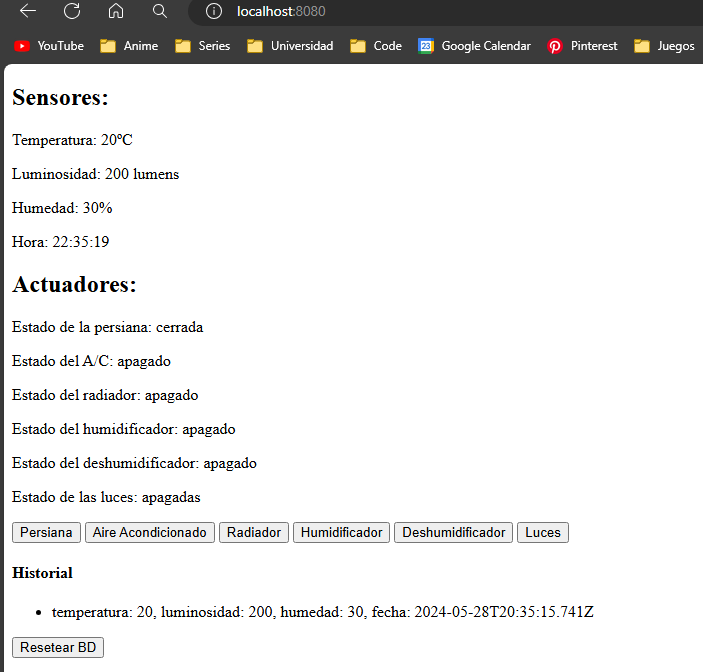 localhost:8080
YouTube Anime Series Universidad Code 23 Google Calendar Pinterest Juegos
Sensores:
Temperatura: 20ºC
Luminosidad: 200 lumens
Humedad: 30%
Hora: 22:35:19
Actuadores:
Estado de la persiana: cerrada
Estado del A/C: apagado
Estado del radiador: apagado
Estado del humidificador: apagado
Estado del deshumidificador: apagado
Estado de las luces: apagadas
Persiana Aire Acondicionado Radiador Humidificador Deshumidificador Luces
Historial
• temperatura: 20, luminosidad: 200, humedad: 30, fecha: 2024-05-28T20:35:15.741Z
Resetear BD